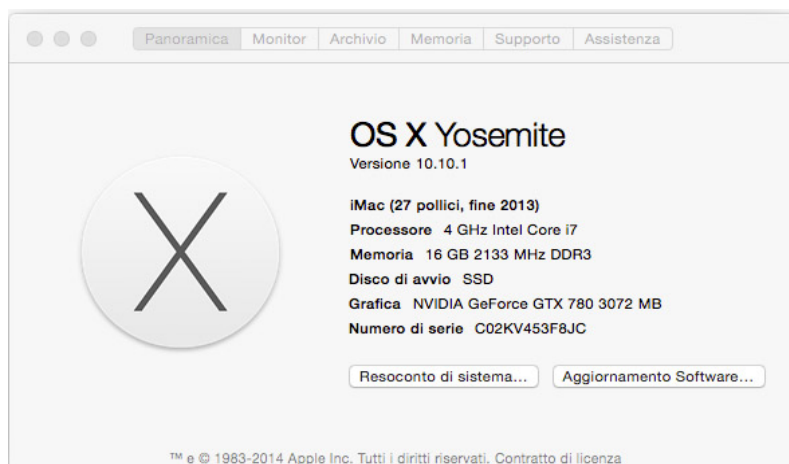 Panoramica Monitor Archivio Memoria Supporto Assistenza
OS X Yosemite
Versione 10.10.1
iMac (27 pollici, fine 2013)
Processore 4 GHz Intel Core i7
Memoria 16 GB 2133 MHz DDR3
Disco di avvio SSD
Grafica NVIDIA GeForce GTX 780 3072 MB
Numero di serie C02KV453F8JC
Resoconto di sistema... Aggiornamento Software...
™ e © 1983-2014 Apple Inc. Tutti i diritti riservati. Contratto di licenza